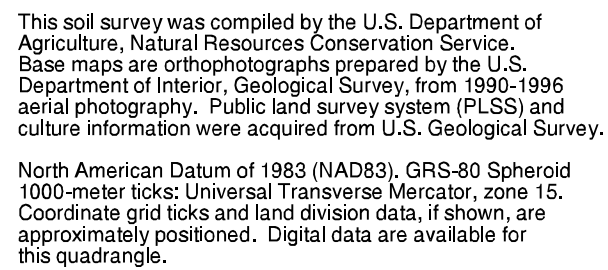 This soil survey was compiled by the U.S. Department of
Agriculture, Natural Resources Conservation Service.
Base maps are orthophotographs prepared by the U.S.
Department of Interior, Geological Survey, from 1990-1996
aerial photography.  Public land survey system (PLSS) and
culture information were acquired from U.S. Geological Survey.

North American Datum of 1983 (NAD83). GRS-80 Spheroid
1000-meter ticks: Universal Transverse Mercator, zone 15.
Coordinate grid ticks and land division data, if shown, are
approximately positioned.  Digital data are available for
this quadrangle.